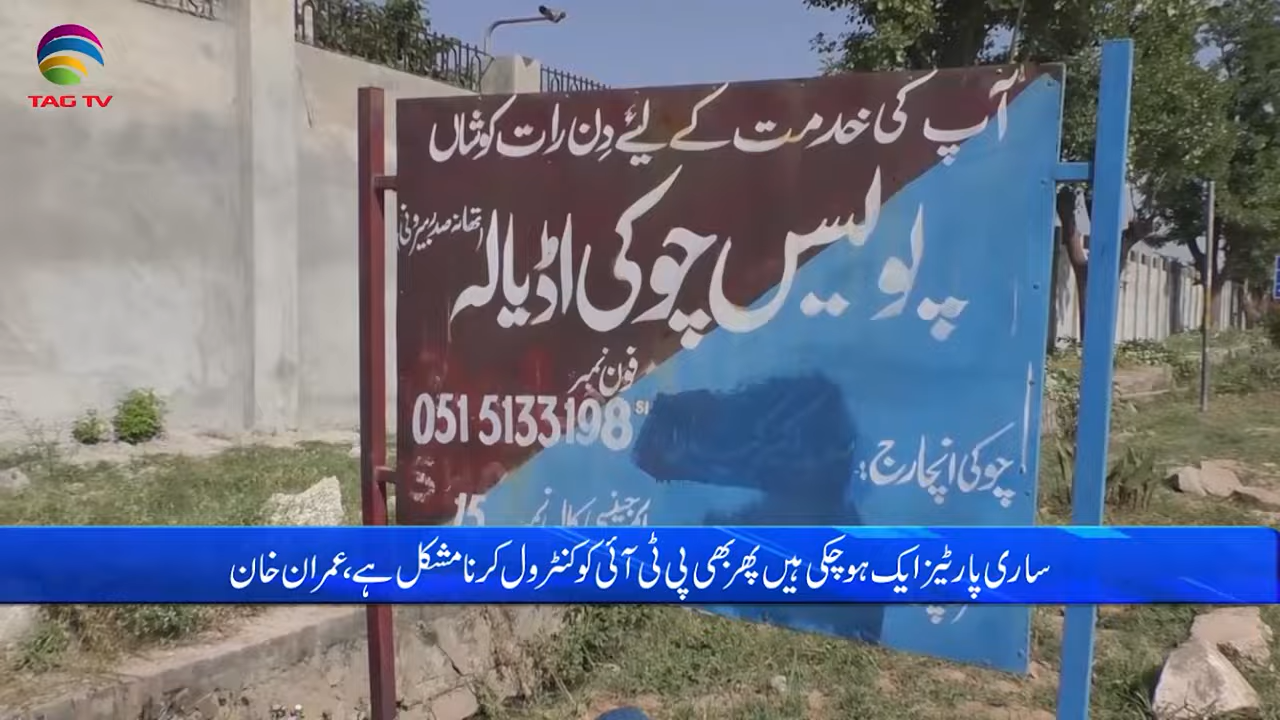 TAG TV
آپ کی خدمت کے لیٔے دِن رات کوشاں
پولیس چوکی اڈیالہ (تھانہ صدر بیرونی)
فون نمبر
051 5133198
چوکی انچارج:
15
ساری پارٹیز ایک ہو چکی ہیں پھر بھی پی ٹی آئی کو کنٹرول کرنا مشکل ہے، عمران خان